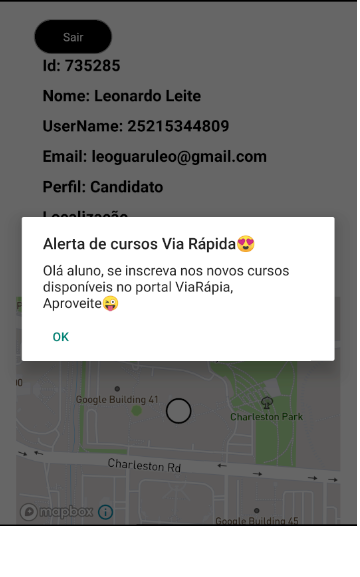 Sair
Id: 735285
Nome: Leonardo Leite
UserName: 25215344809
Email: leoguaruleo@gmail.com
Perfil: Candidato
Localização
Alerta de cursos Via Rápida😍
Olá aluno, se inscreva nos novos cursos
disponíveis no portal ViaRápia,
Aproveite😜
OK
Google Building 41
Charleston Park
Charleston Rd
mapbox
Google Building 45